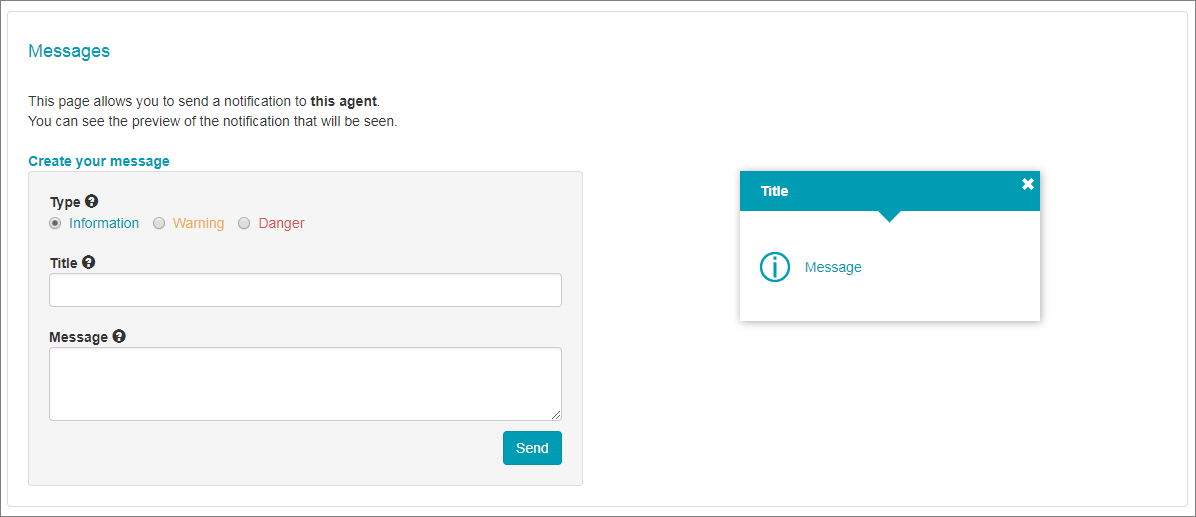 Messages
This page allows you to send a notification to this agent.
You can see the preview of the notification that will be seen.
Create your message
Type
Information Warning Danger
Title
Message
Send
Title
Message